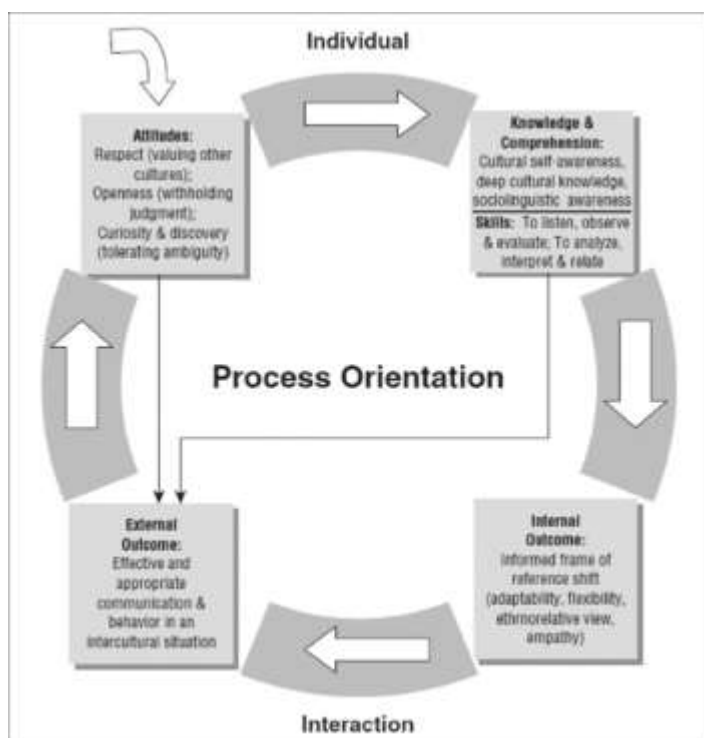 Individual
Attitudes:
Respect (valuing other
cultures);
Openness (withholding
judgment);
Curiosity & discovery
(tolerating ambiguity)
Knowledge &
Comprehension:
Cultural self-awareness,
deep cultural knowledge,
sociolinguistic awareness
Skills: To listen, observe
& evaluate; To analyze,
interpret & relate
Process Orientation
External
Outcome:
Effective and
appropriate
communication &
behavior in an
intercultural situation
Internal
Outcome:
Informed frame of
reference shift
(adaptability, flexibility,
ethnorelative view,
empathy)
Interaction